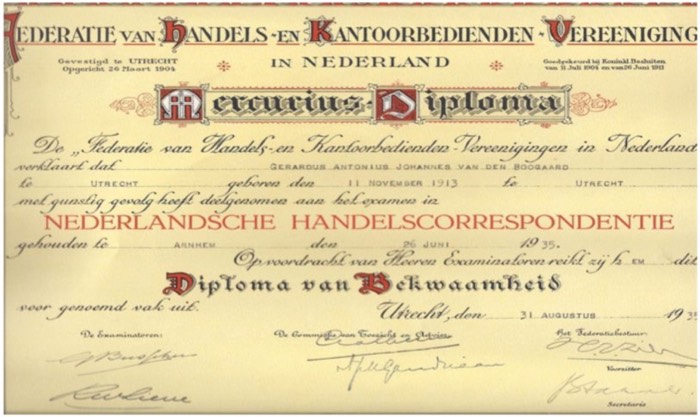 FEDERATIE VAN HANDELS-EN KANTOORBEDIENDEN-VEREENIGING
Gevestigd te UTRECHT
Opgericht 26 Maart 1904
IN NEDERLAND
Goedgekeurd bij Koninkl. Besluiten
van 11 Juli 1904 en van 06 Juni 1911
Mercurius-Diploma
De „Federatie van Handels-en Kantoorbedienden-Vereenigingen in Nederland
verklaart dat GERARDUS ANTONIUS JOHANNES VAN DEN BOOGAARD
te UTRECHT geboren den 11 NOVEMBER 1913 te UTRECHT
met gunstig gevolg heeft deelgenomen aan het examen in
NEDERLANDSCHE HANDELSCORRESPONDENTIE
gehouden te ARNHEM den 26 JUNI 1935.
Op voordracht van Heeren Examinatoren reikt zij h EM dit
Diploma van Bekwaamheid
voor genoemd vak uit. Utrecht, den 31 AUGUSTUS 1935
De Examinatoren: De Commissie van Toezicht en Advies: Het Federatiebestuur:
Voorzitter
Secretaris